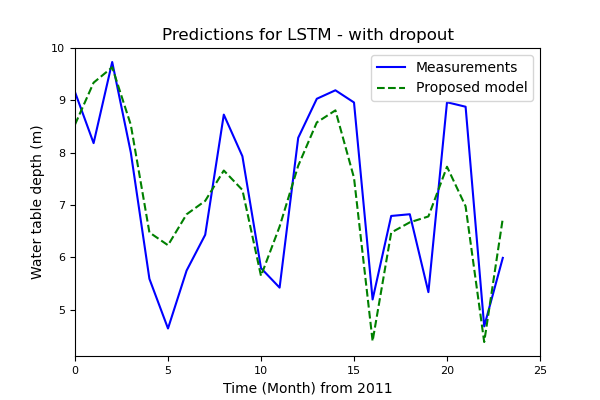 Predictions for LSTM - with dropout
Measurements
Proposed model
Water table depth (m)
10
9
8
7
6
5
0 5 10 15 20 25
Time (Month) from 2011